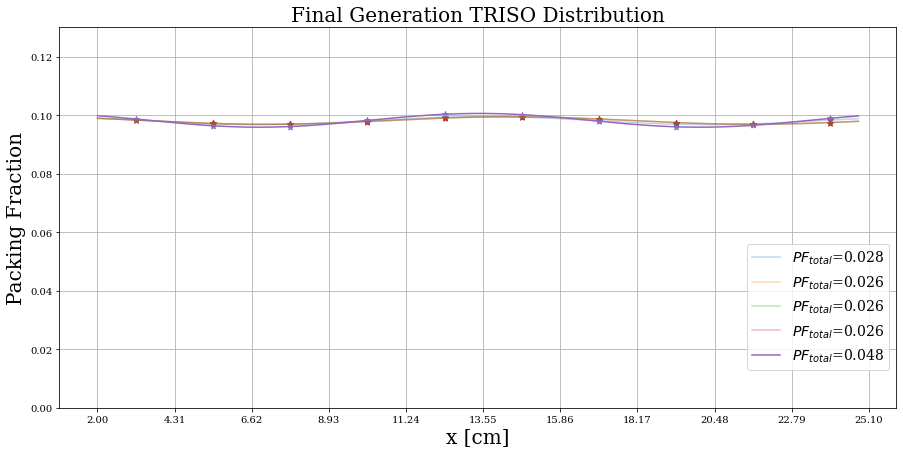 Final Generation TRISO Distribution
Packing Fraction
0.12
0.10
0.08
0.06
0.04
0.02
0.00
PF_total=0.028
PF_total=0.026
PF_total=0.026
PF_total=0.026
PF_total=0.048
2.00 4.31 6.62 8.93 11.24 13.55 15.86 18.17 20.48 22.79 25.10
x [cm]